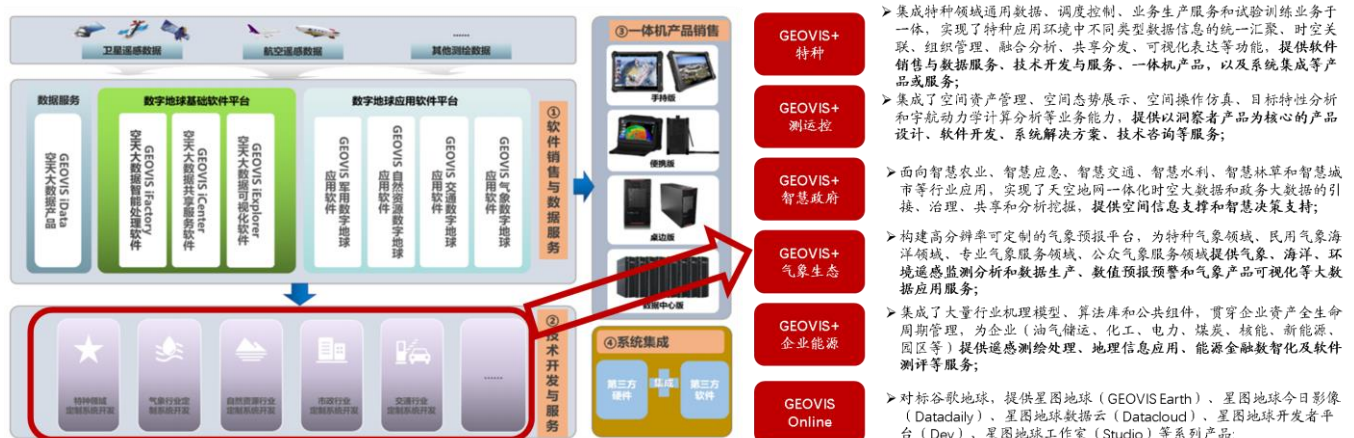 卫星遥感数据
航空遥感数据
......
其他测绘数据
数据服务
GEOVIS iData
空天大数据产品
数字地球基础软件平台
GEOVIS iFactory
空天大数据智能处理软件
GEOVIS iCenter
空天大数据共享服务软件
GEOVIS iExplorer
空天大数据可视化软件
数字地球应用软件平台
GEOVIS 军用数字地球
应用软件
GEOVIS 自然资源数字地球
应用软件
GEOVIS 交通数字地球
应用软件
GEOVIS 气象数字地球
应用软件
①软件销售与数据服务
特种领域
定制系统开发
气象行业定
制系统开发
自然资源行业
定制系统开发
市政行业
定制系统开发
交通行业
定制系统开发
......
②技术开发与服务
③一体机产品销售
手持版
便携版
桌边版
数据中心版
④系统集成
第三方
硬件
集成
第三方
软件
GEOVIS+
特种
➢集成特种领域通用数据、调度控制、业务生产服务和试验训练业务于
一体，实现了特种应用环境中不同类型数据信息的统一汇聚、时空关
联、组织管理、融合分析、共享分发、可视化表达等功能，提供软件
销售与数据服务、技术开发与服务、一体机产品，以及系统集成等产
品或服务；
GEOVIS+
测运控
➢集成了空间资产管理、空间态势展示、空间操作仿真、目标特性分析
和宇航动力学计算分析等业务能力，提供以洞察者产品为核心的产品
设计、软件开发、系统解决方案、技术咨询等服务；
GEOVIS+
智慧政府
➢面向智慧农业、智慧应急、智慧交通、智慧水利、智慧林草和智慧城
市等行业应用，实现了天空地网一体化时空大数据和政务大数据的引
接、治理、共享和分析挖掘，提供空间信息支撑和智慧决策支持；
GEOVIS+
气象生态
➢构建高分辨率可定制的气象预报平台，为特种气象领域、民用气象海
洋领域、专业气象服务领域、公众气象服务领域提供气象、海洋、环
境遥感监测分析和数据生产、数值预报预警和气象产品可视化等大数
据应用服务；
GEOVIS+
企业能源
➢集成了大量行业机理模型、算法库和公共组件，贯穿企业资产全生命
周期管理，为企业（油气储运、化工、电力、煤炭、核能、新能源、
园区等）提供遥感测绘处理、地理信息应用、能源金融数智化及软件
测评等服务；
GEOVIS
Online
➢对标谷歌地球，提供星图地球（GEOVIS Earth）、星图地球今日影像
（Datadaily）、星图地球数据云（Datacloud）、星图地球开发者平
台（Dev）、星图地球工作室（Studio）等系列产品;